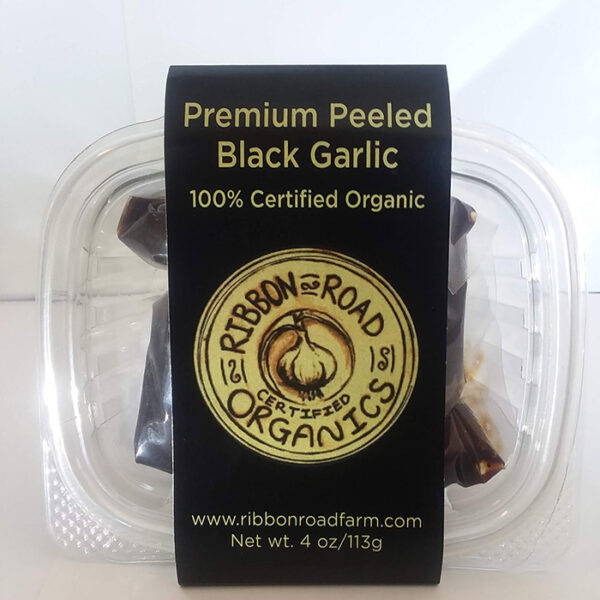 Premium Peeled
Black Garlic
100% Certified Organic
RIBBON ROAD
CERTIFIED
ORGANICS
www.ribbonroadfarm.com
Net wt. 4 oz/113g